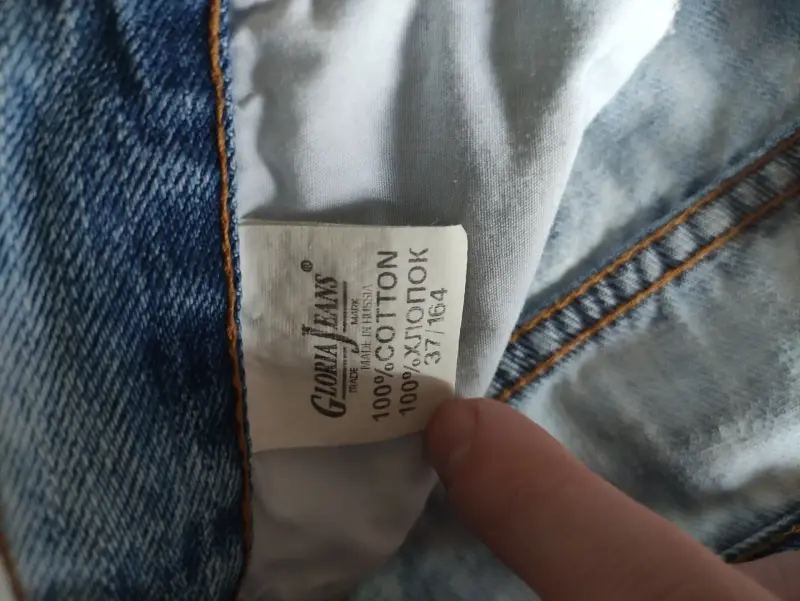 GLORIA JEANS®
TRADE MARK
MADE IN RUSSIA
100%COTTON
100%ХЛОПОК
37/164